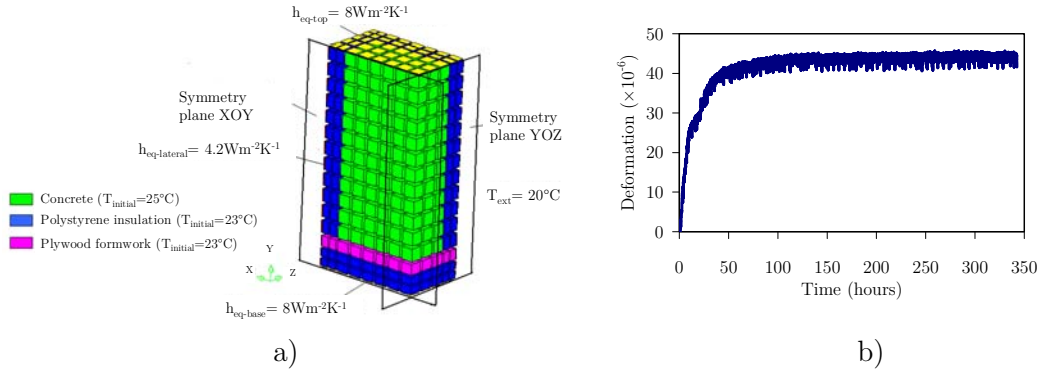 h_eq-top= 8Wm⁻²K⁻¹
Symmetry
plane XOY
h_eq-lateral= 4.2Wm⁻²K⁻¹
Symmetry
plane YOZ
T_ext= 20°C
Concrete (T_initial=25°C)
Polystyrene insulation (T_initial=23°C)
Plywood formwork (T_initial=23°C)
Y
X
Z
h_eq-base= 8Wm⁻²K⁻¹
a)
Deformation (×10⁻⁶)
50
40
30
20
10
0
0 50 100 150 200 250 300 350
Time (hours)
b)